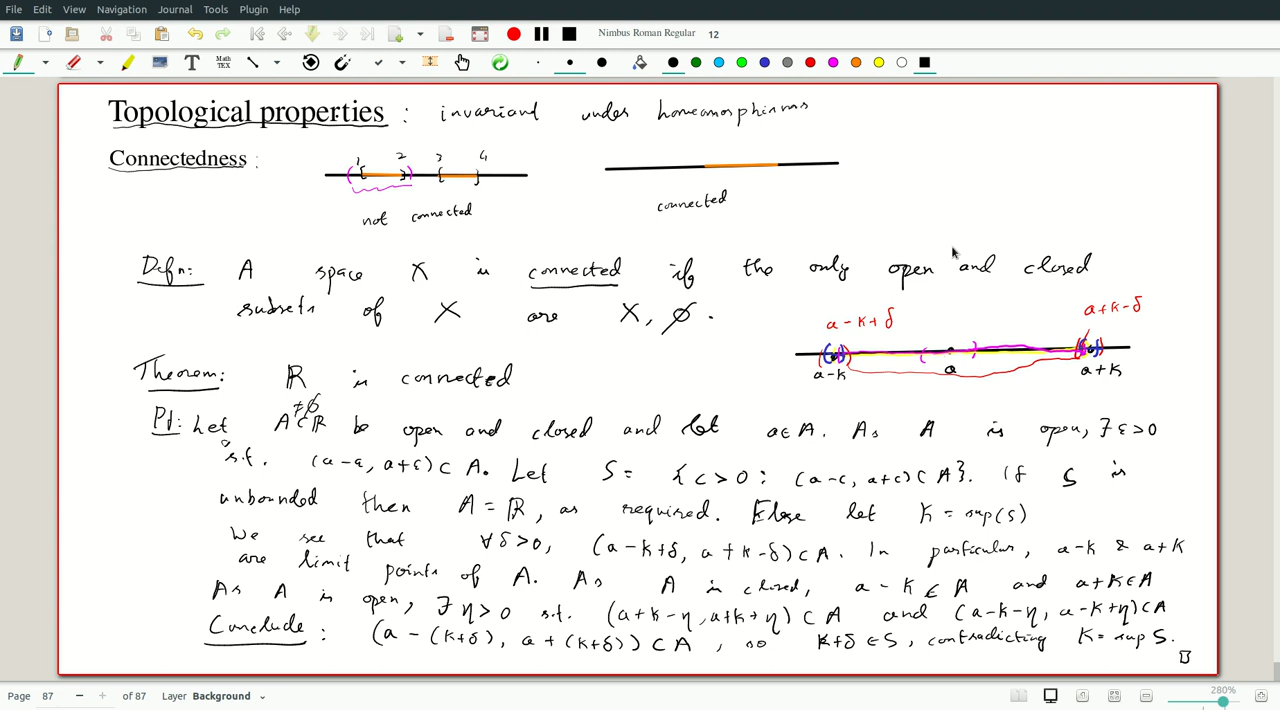 File Edit View Navigation Journal Tools Plugin Help
Nimbus Roman Regular 12
Math TEX
Topological properties : invariant under homeomorphisms
Connectedness :
1 2 3 4
not connected
connected
Defn: A space X is connected if the only open and closed
subsets of X are X, ∅.
a-k+δ a+k-δ
a-k a a+k
Theorem: ℝ is connected
Pf: Let A ⊂ ℝ be open and closed and let a∈A. As A is open, ∃ε>0
≠∅
s.t. (a-ε, a+ε) ⊂ A. Let S = {c>0 : (a-c, a+c) ⊂ A}. If S is
unbounded then A = ℝ, as required. Else let K = sup(S)
We see that ∀δ>0, (a-k+δ, a+k-δ) ⊂ A. In particular, a-k & a+k
are limit points of A. As A is closed, a-k ∈ A and a+k ∈ A
As A is open, ∃ η>0 s.t. (a+k-η, a+k+η) ⊂ A and (a-k-η, a-k+η) ⊂ A
Conclude : (a-(k+δ), a+(k+δ)) ⊂ A, so k+δ ∈ S, contradicting K = sup S.
Page 87 of 87 Layer Background 280%